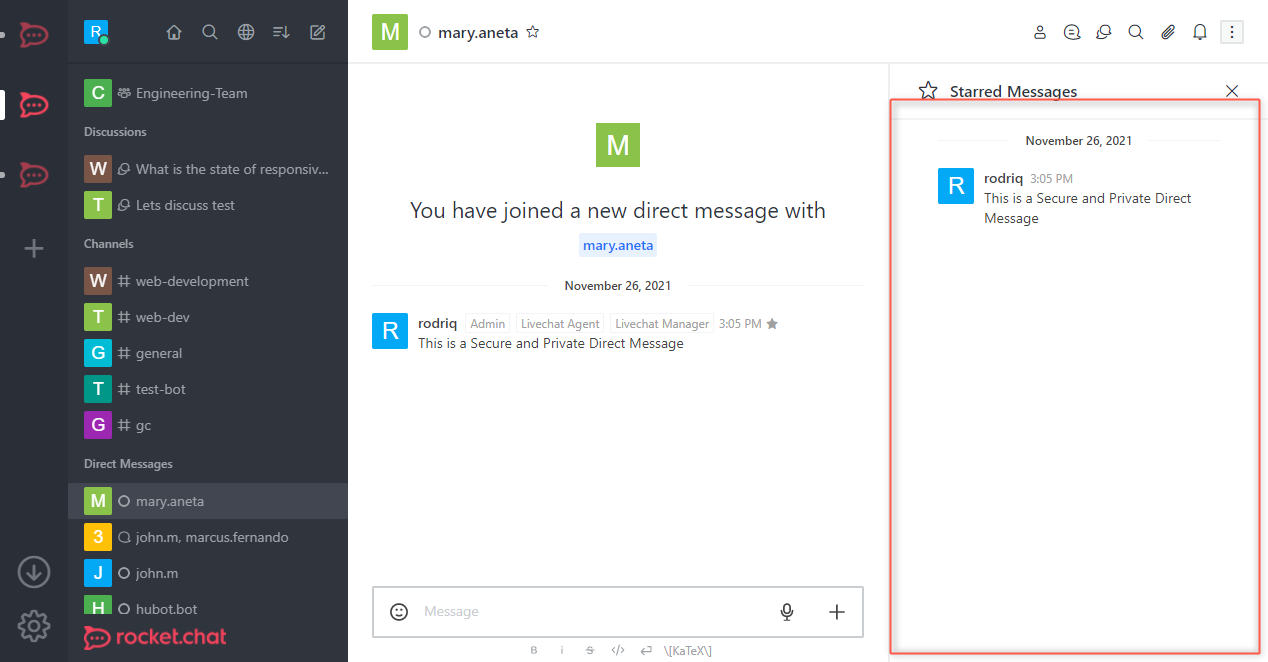 R
C Engineering-Team
Discussions
W What is the state of responsiv...
T Lets discuss test
Channels
W web-development
T web-dev
G general
T test-bot
G gc
Direct Messages
M mary.aneta
3 john.m, marcus.fernando
J john.m
H hubot.bot
rocket.chat
M mary.aneta
M
You have joined a new direct message with
mary.aneta
November 26, 2021
R rodriq Admin Livechat Agent Livechat Manager 3:05 PM
This is a Secure and Private Direct Message
Message
B i S </> \[KaTeX\]
Starred Messages
November 26, 2021
R rodriq 3:05 PM
This is a Secure and Private Direct
Message